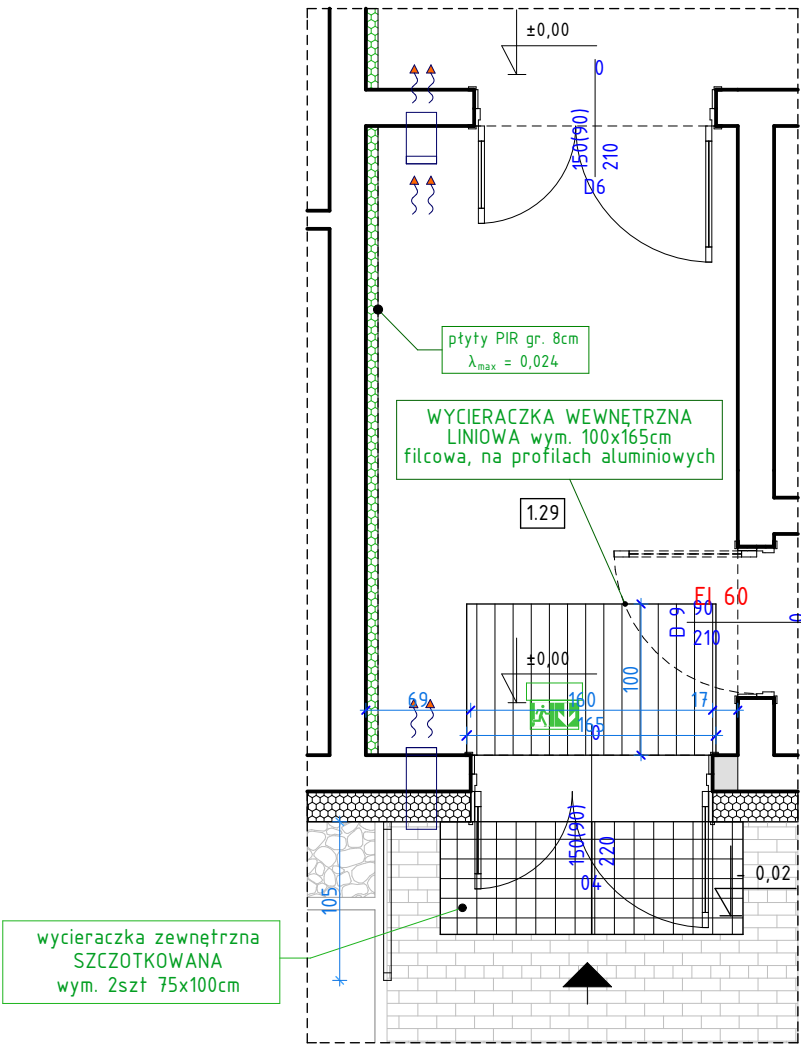 ±0,00
0
150(90)
210
D6
płyty PIR gr. 8cm
λmax = 0,024
WYCIERACZKA WEWNĘTRZNA
LINIOWA wym. 100x165cm
filcowa, na profilach aluminiowych
1.29
EI 60
D 9
90
210
0
±0,00
100
69
160
17
165
0
150(90)
220
04
- 0,02
105
wycieraczka zewnętrzna
SZCZOTKOWANA
wym. 2szt 75x100cm